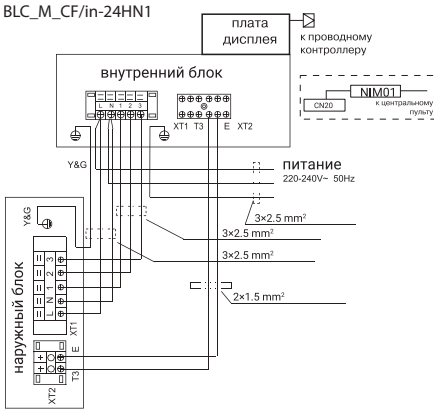 BLC_M_CF/in-24HN1
плата
дисплея
к проводному
контроллеру
внутренний блок
NIM01
CN20
к центральному
пульту
L N 1 2 3
XT1 T3 E XT2
Y&G
питание
220-240V~ 50Hz
3×2.5 mm²
3×2.5 mm²
3×2.5 mm²
2×1.5 mm²
Y&G
наружный блок
L N 1 2 3
XT1
E
T3
XT2